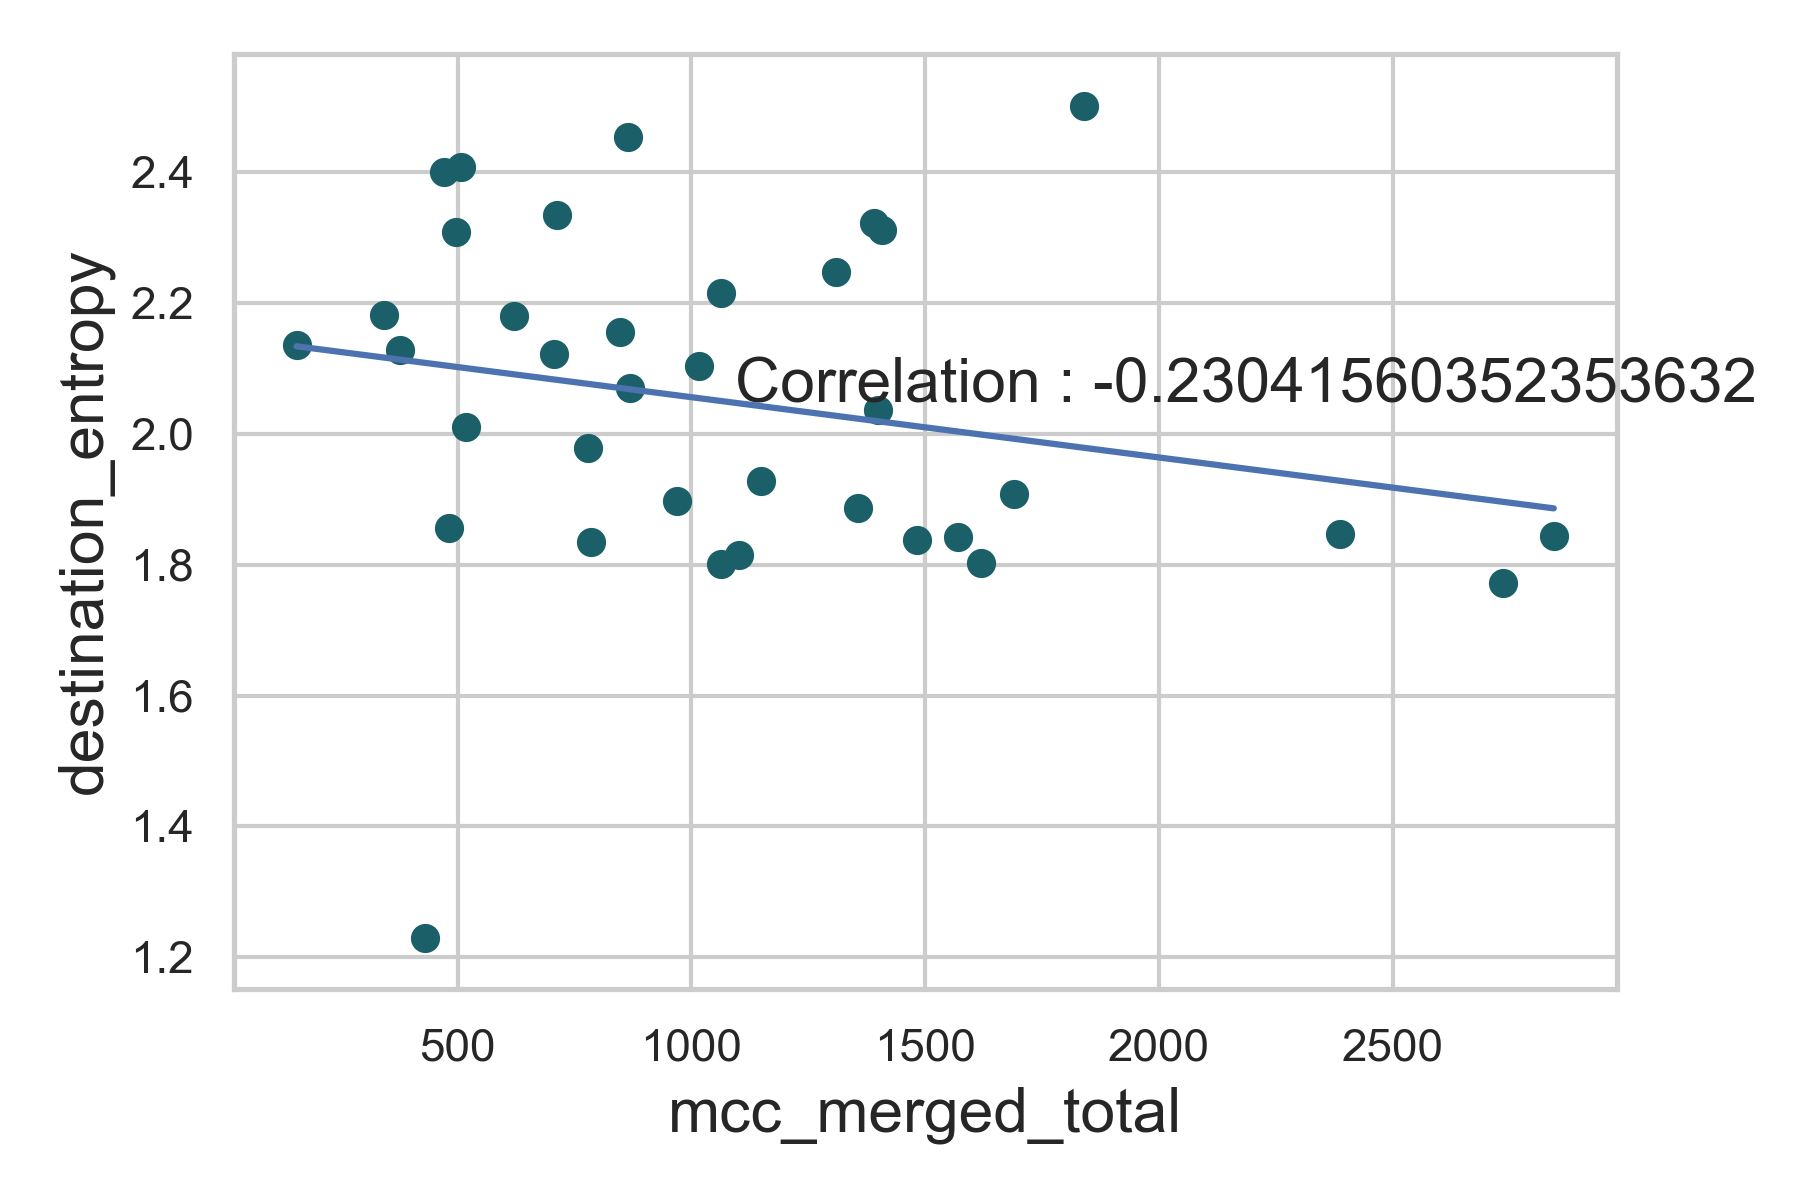 2.4
2.2
2.0
1.8
1.6
1.4
1.2
destination_entropy
Correlation : -0.23041560352353632
500 1000 1500 2000 2500
mcc_merged_total